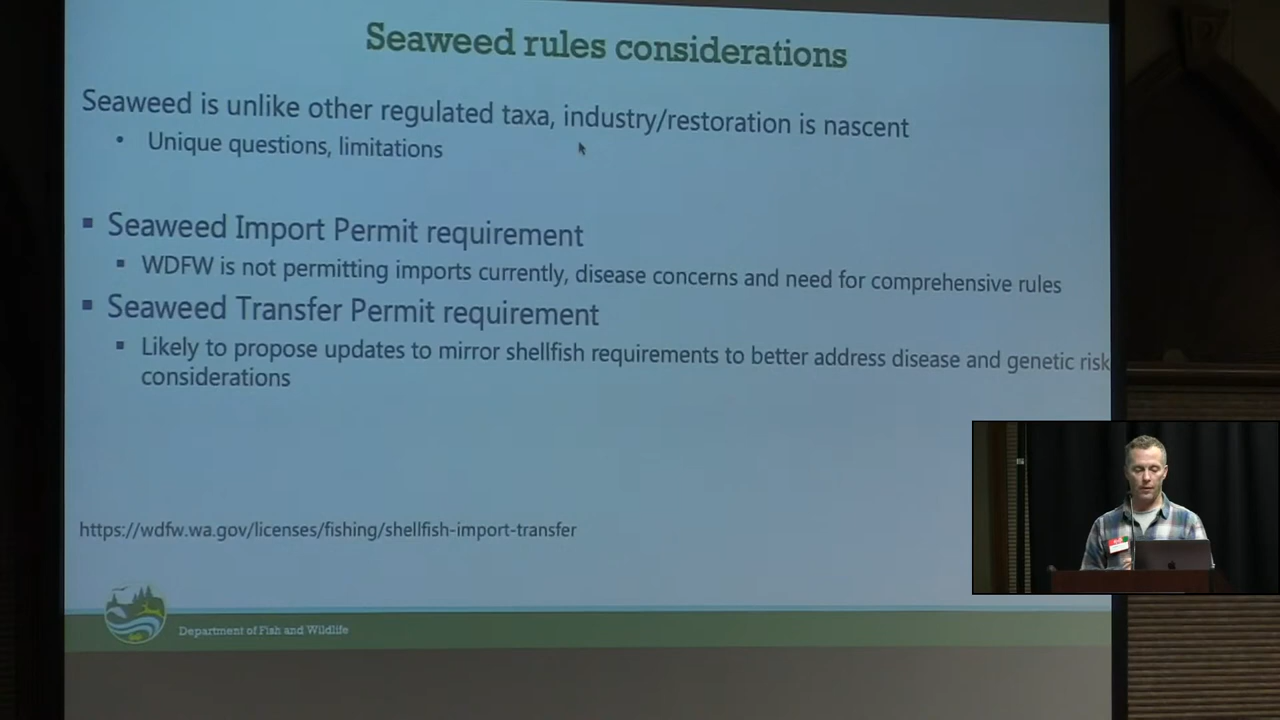 Seaweed rules considerations
Seaweed is unlike other regulated taxa, industry/restoration is nascent
• Unique questions, limitations
▪ Seaweed Import Permit requirement
▪ WDFW is not permitting imports currently, disease concerns and need for comprehensive rules
▪ Seaweed Transfer Permit requirement
▪ Likely to propose updates to mirror shellfish requirements to better address disease and genetic risk
considerations
https://wdfw.wa.gov/licenses/fishing/shellfish-import-transfer
Department of Fish and Wildlife